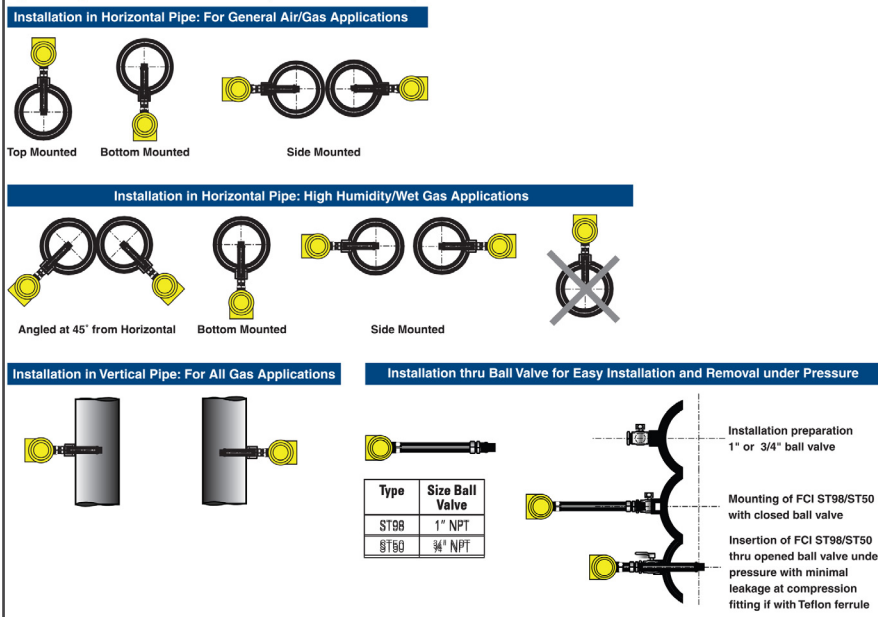 Installation in Horizontal Pipe: For General Air/Gas Applications
Top Mounted
Bottom Mounted
Side Mounted
Installation in Horizontal Pipe: High Humidity/Wet Gas Applications
Angled at 45˚ from Horizontal
Bottom Mounted
Side Mounted
Installation in Vertical Pipe: For All Gas Applications
Installation thru Ball Valve for Easy Installation and Removal under Pressure
Type
Size Ball
Valve
ST98
1" NPT
ST50
¾" NPT
Installation preparation
1" or 3/4" ball valve
Mounting of FCI ST98/ST50
with closed ball valve
Insertion of FCI ST98/ST50
thru opened ball valve under
pressure with minimal
leakage at compression
fitting if with Teflon ferrule